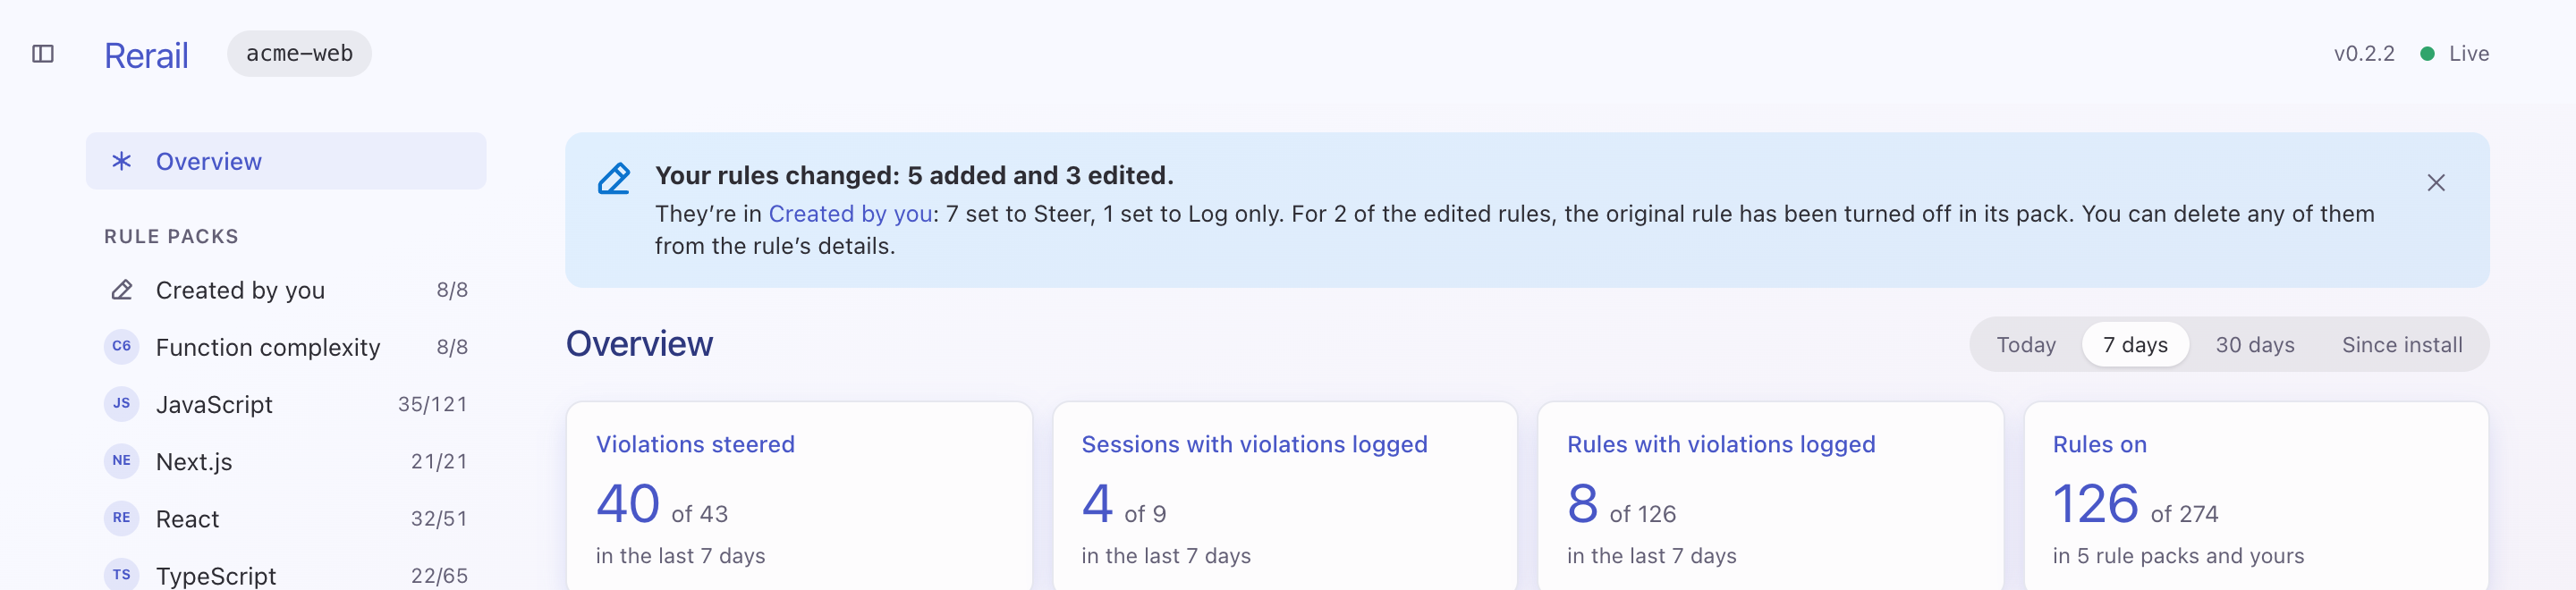 Rerail acme-web v0.2.2 Live
Overview
RULE PACKS
Created by you 8/8
C6 Function complexity 8/8
JS JavaScript 35/121
NE Next.js 21/21
RE React 32/51
TS TypeScript 22/65
Your rules changed: 5 added and 3 edited.
They’re in Created by you: 7 set to Steer, 1 set to Log only. For 2 of the edited rules, the original rule has been turned off in its pack. You can delete any of them
from the rule’s details.
Overview
Today 7 days 30 days Since install
Violations steered
40 of 43
in the last 7 days
Sessions with violations logged
4 of 9
in the last 7 days
Rules with violations logged
8 of 126
in the last 7 days
Rules on
126 of 274
in 5 rule packs and yours